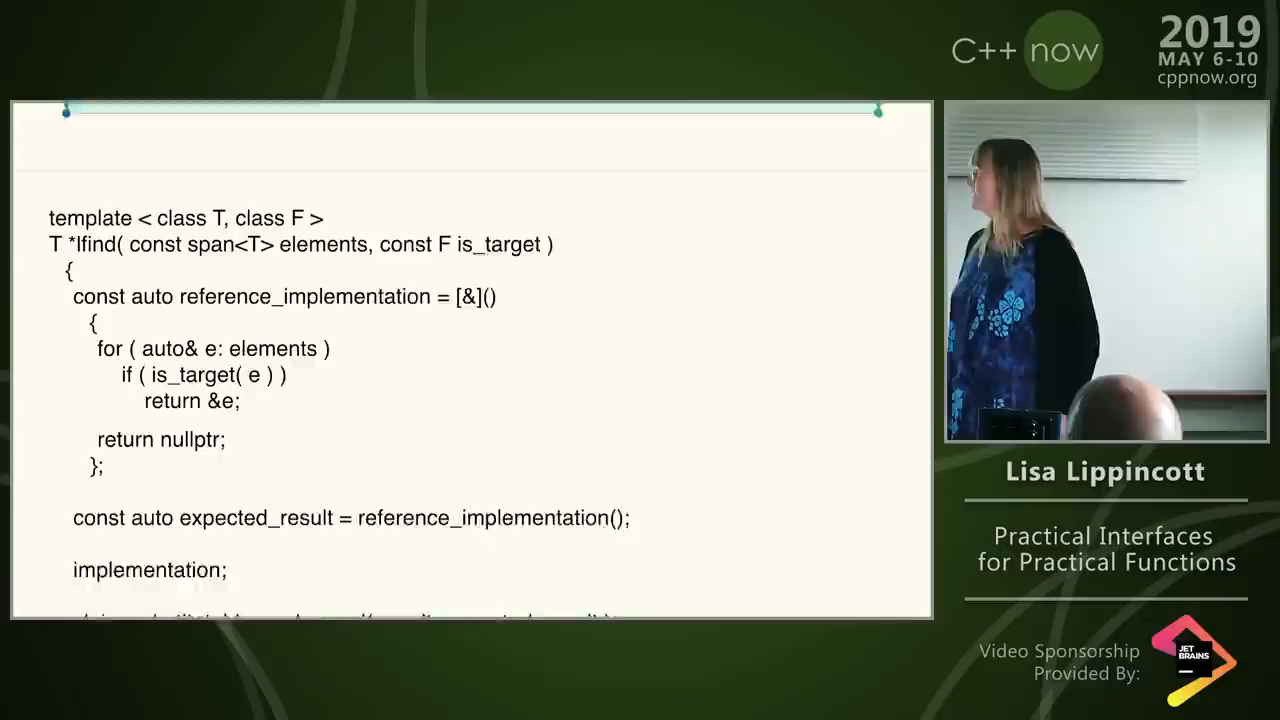 C++ now
2019
MAY 6-10
cppnow.org
template < class T, class F >
T *lfind( const span<T> elements, const F is_target )
{
const auto reference_implementation = [&]()
{
for ( auto& e: elements )
if ( is_target( e ) )
return &e;
return nullptr;
};
const auto expected_result = reference_implementation();
implementation;
Lisa Lippincott
Practical Interfaces
for Practical Functions
Video Sponsorship
Provided By:
JET
BRAINS